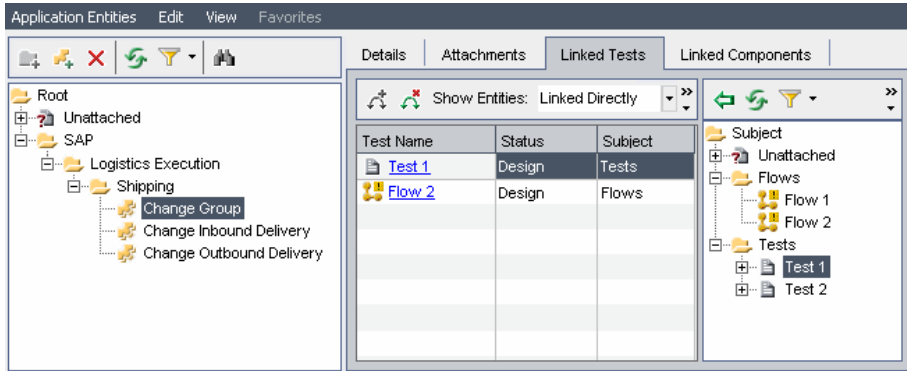 Application Entities Edit View Favorites
Details Attachments Linked Tests Linked Components
Root
Unattached
SAP
Logistics Execution
Shipping
Change Group
Change Inbound Delivery
Change Outbound Delivery
Show Entities: Linked Directly
Test Name Status Subject
Test 1 Design Tests
Flow 2 Design Flows
Subject
Unattached
Flows
Flow 1
Flow 2
Tests
Test 1
Test 2